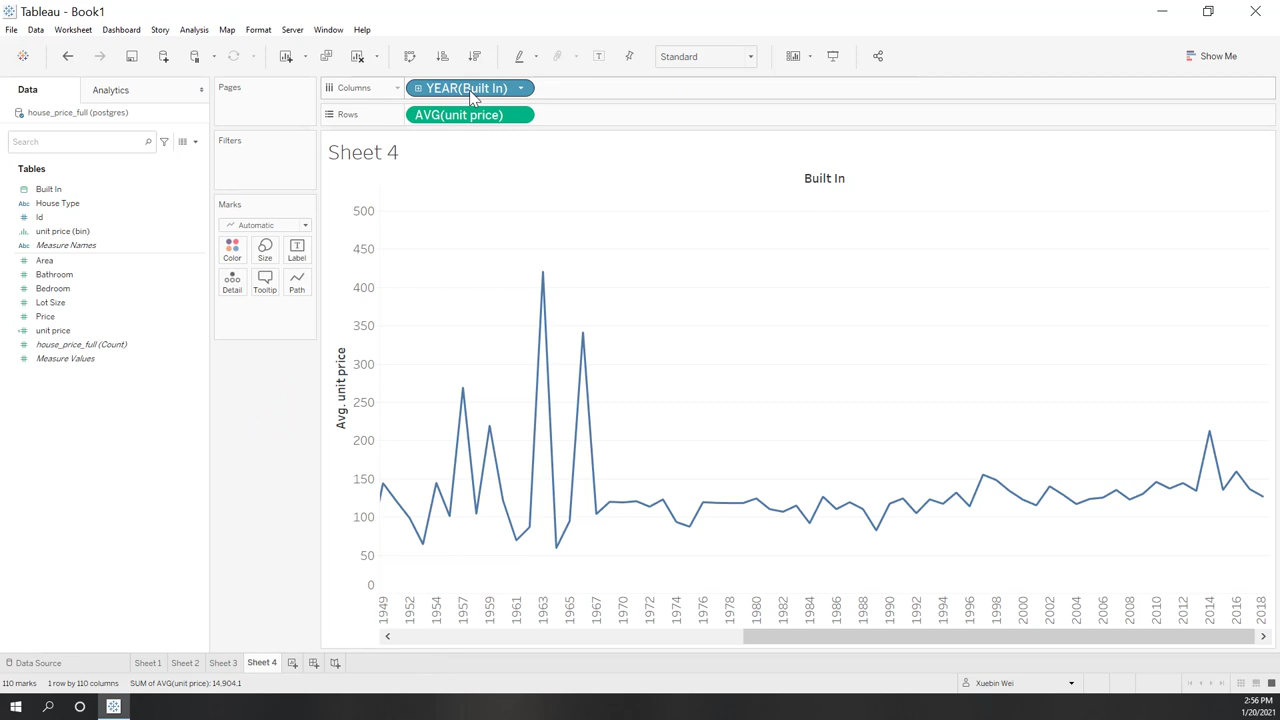 Tableau - Book1
File Data Worksheet Dashboard Story Analysis Map Format Server Window Help
Standard
Show Me
Data Analytics
house_price_full (postgres)
Search
Tables
Built In
Abc House Type
Id
unit price (bin)
Abc Measure Names
Area
Bathroom
Bedroom
Lot Size
Price
unit price
house_price_full (Count)
Measure Values
Pages
Filters
Marks
Automatic
Color Size Label
Detail Tooltip Path
Columns YEAR(Built In)
Rows AVG(unit price)
Sheet 4
Built In
Avg. unit price
500
450
400
350
300
250
200
150
100
50
0
1949 1952 1954 1957 1959 1961 1963 1965 1967 1970 1972 1974 1976 1978 1980 1982 1984 1986 1988 1990 1992 1994 1996 1998 2000 2002 2004 2006 2008 2010 2012 2014 2016 2018
Data Source Sheet 1 Sheet 2 Sheet 3 Sheet 4
110 marks 1 row by 110 columns SUM of AVG(unit price): 14,904.1 Xuebin Wei
2:56 PM
1/20/2021